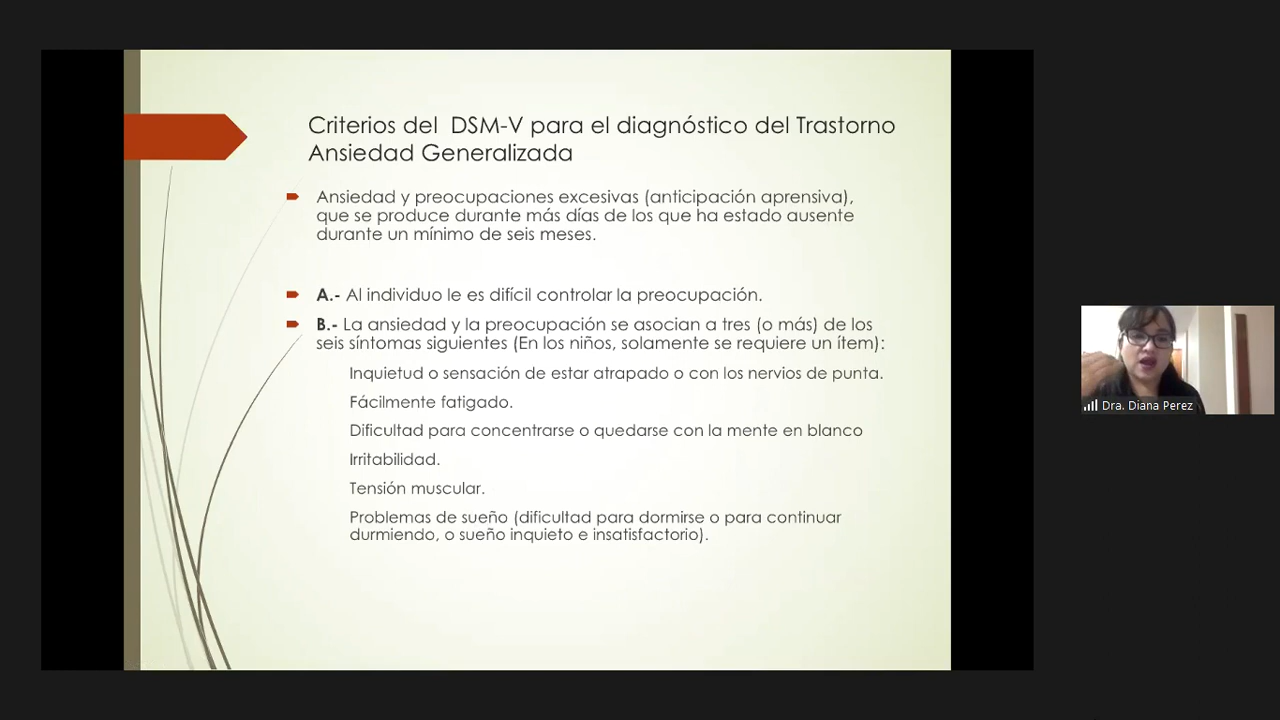 Criterios del DSM-V para el diagnóstico del Trastorno
Ansiedad Generalizada
Ansiedad y preocupaciones excesivas (anticipación aprensiva),
que se produce durante más días de los que ha estado ausente
durante un mínimo de seis meses.
A.- Al individuo le es difícil controlar la preocupación.
B.- La ansiedad y la preocupación se asocian a tres (o más) de los
seis síntomas siguientes (En los niños, solamente se requiere un ítem):
Inquietud o sensación de estar atrapado o con los nervios de punta.
Fácilmente fatigado.
Dificultad para concentrarse o quedarse con la mente en blanco
Irritabilidad.
Tensión muscular.
Problemas de sueño (dificultad para dormirse o para continuar
durmiendo, o sueño inquieto e insatisfactorio).
Dra. Diana Perez